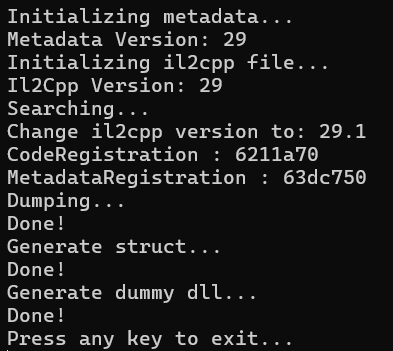 Initializing metadata...
Metadata Version: 29
Initializing il2cpp file...
Il2Cpp Version: 29
Searching...
Change il2cpp version to: 29.1
CodeRegistration : 6211a70
MetadataRegistration : 63dc750
Dumping...
Done!
Generate struct...
Done!
Generate dummy dll...
Done!
Press any key to exit...